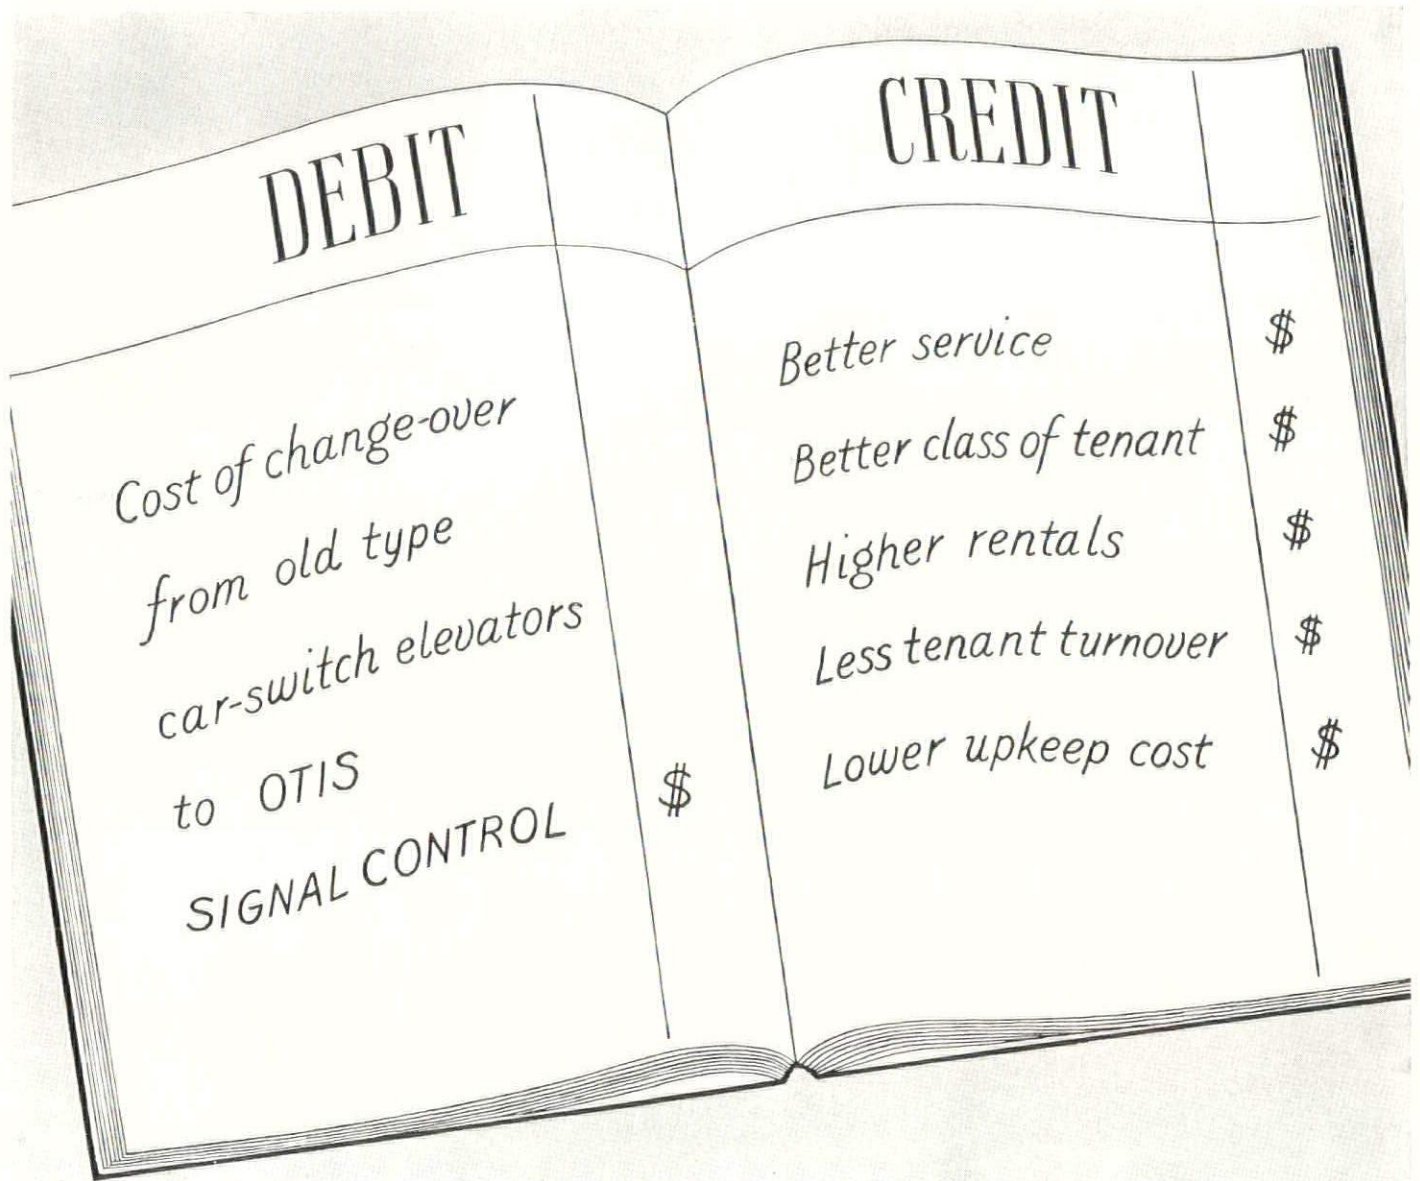 DEBIT
Cost of change-over
from old type
car-switch elevators
to OTIS
SIGNAL CONTROL $
CREDIT
Better service $
Better class of tenant $
Higher rentals $
Less tenant turnover $
Lower upkeep cost $